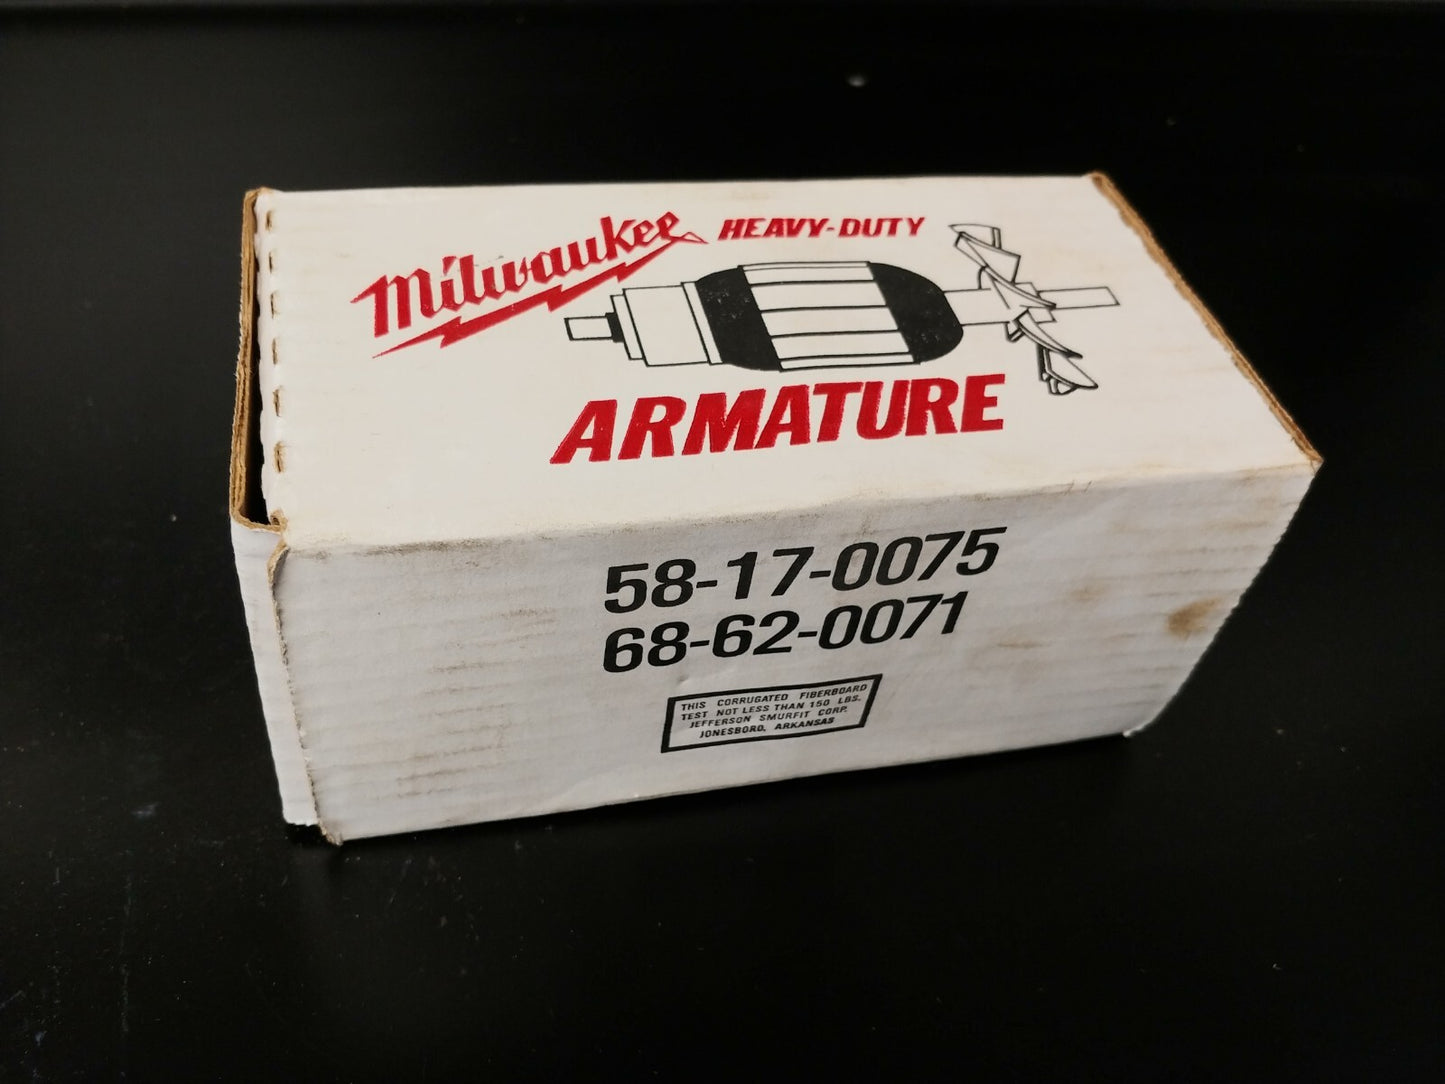 Milwaukee HEAVY-DUTY
ARMATURE
58-17-0075
68-62-0071
THIS CORRUGATED FIBERBOARD
TEST NOT LESS THAN 150 LBS.
JEFFERSON SMURFIT CORP.
JONESBORO, ARKANSAS